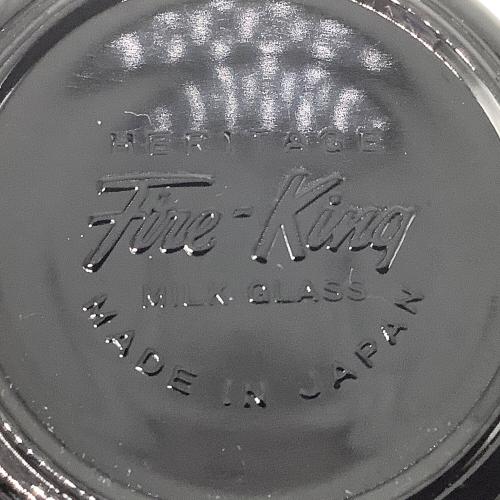 HERITAGE
Fire-King
MILK GLASS
MADE IN JAPAN